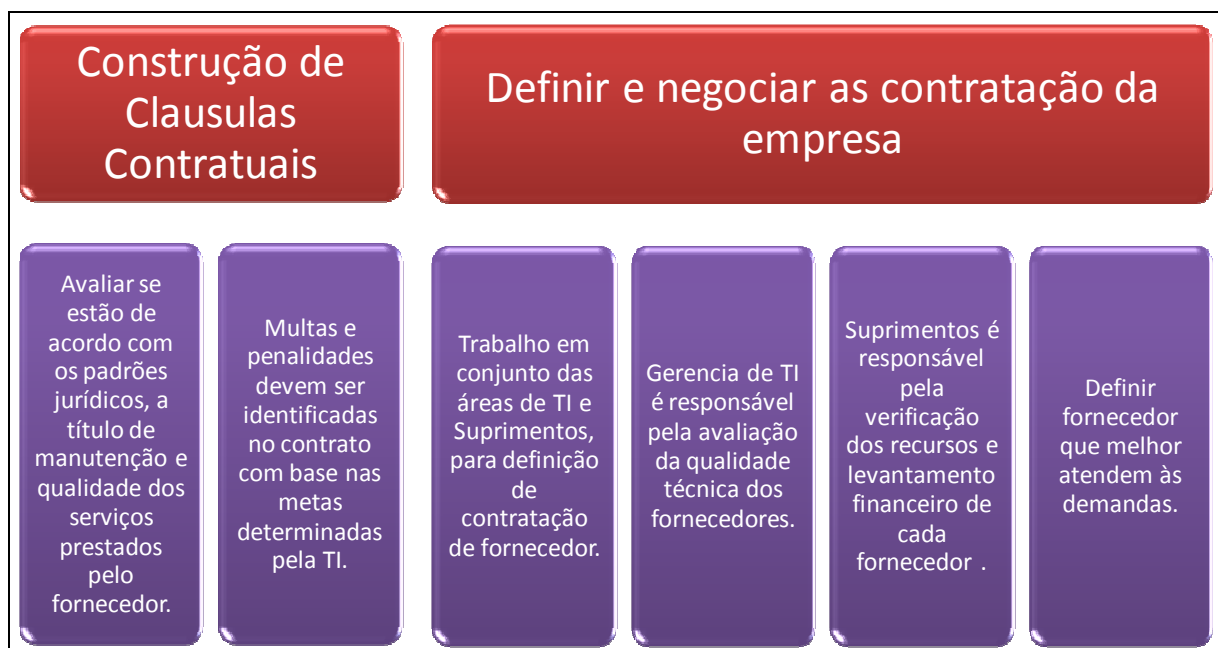 Construção de
Clausulas
Contratuais
Definir e negociar as contratação da
empresa
Avaliar se
estão de
acordo com
os padrões
jurídicos, a
título de
manutenção e
qualidade dos
serviços
prestados
pelo
fornecedor.
Multas e
penalidades
devem ser
identificadas
no contrato
com base nas
metas
determinadas
pela TI.
Trabalho em
conjunto das
áreas de TI e
Suprimentos,
para definição
de
contratação
de fornecedor.
Gerencia de TI
é responsável
pela avaliação
da qualidade
técnica dos
fornecedores.
Suprimentos é
responsável
pela
verificação
dos recursos e
levantamento
financeiro de
cada
fornecedor .
Definir
fornecedor
que melhor
atendem às
demandas.